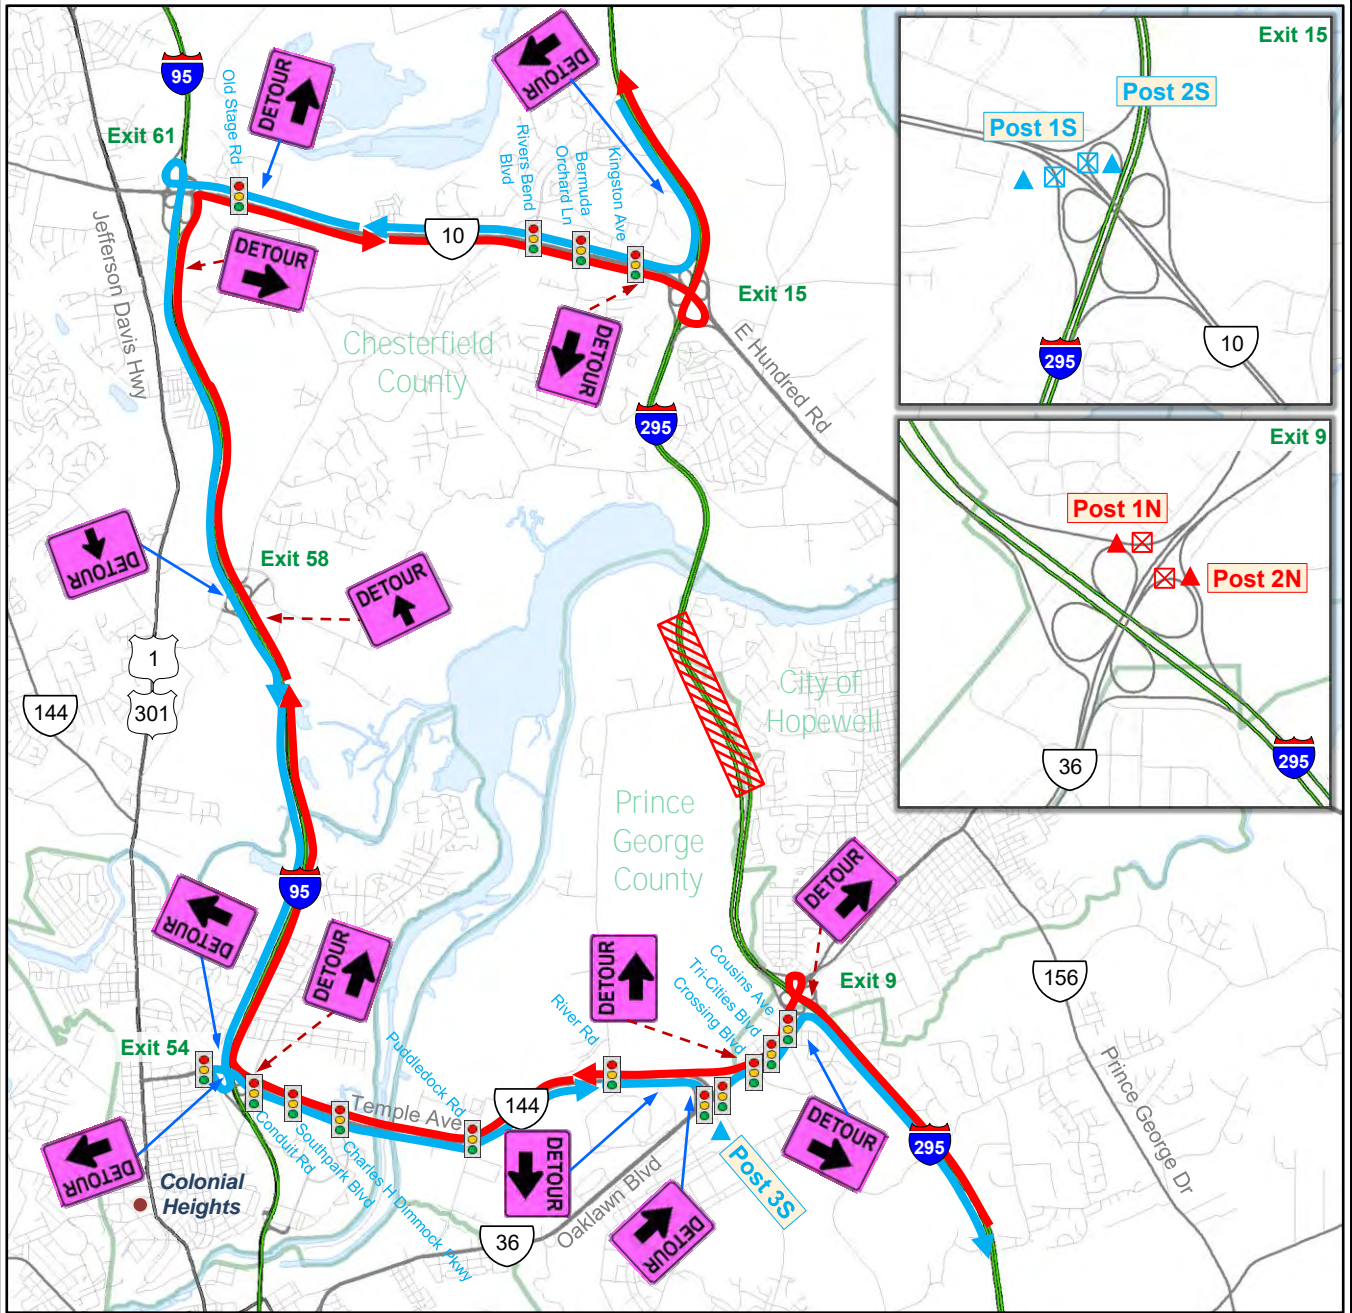 95
Exit 61
Old Stage Rd
DETOUR
DETOUR
Rivers Bend
Blvd
Bermuda
Orchard Ln
Kingston Ave
10
DETOUR
DETOUR
Exit 15
Jefferson Davis Hwy
Chesterfield
County
E Hundred Rd
295
Exit 15
Post 2S
Post 1S
295
10
Exit 9
Post 1N
Post 2N
36
295
DETOUR
Exit 58
DETOUR
1
301
144
City of
Hopewell
Prince
George
County
95
DETOUR
DETOUR
DETOUR
DETOUR
Exit 9
Cousins Ave
Tri-Cities Blvd
Crossing Blvd
River Rd
156
Prince George Dr
Exit 54
Puddledock Rd
144
Temple Ave
Conduit Rd
Southpark Blvd
Charles H Dimmock Pkwy
DETOUR
DETOUR
DETOUR
DETOUR
Post 3S
295
Colonial
Heights
36
Oaklawn Blvd